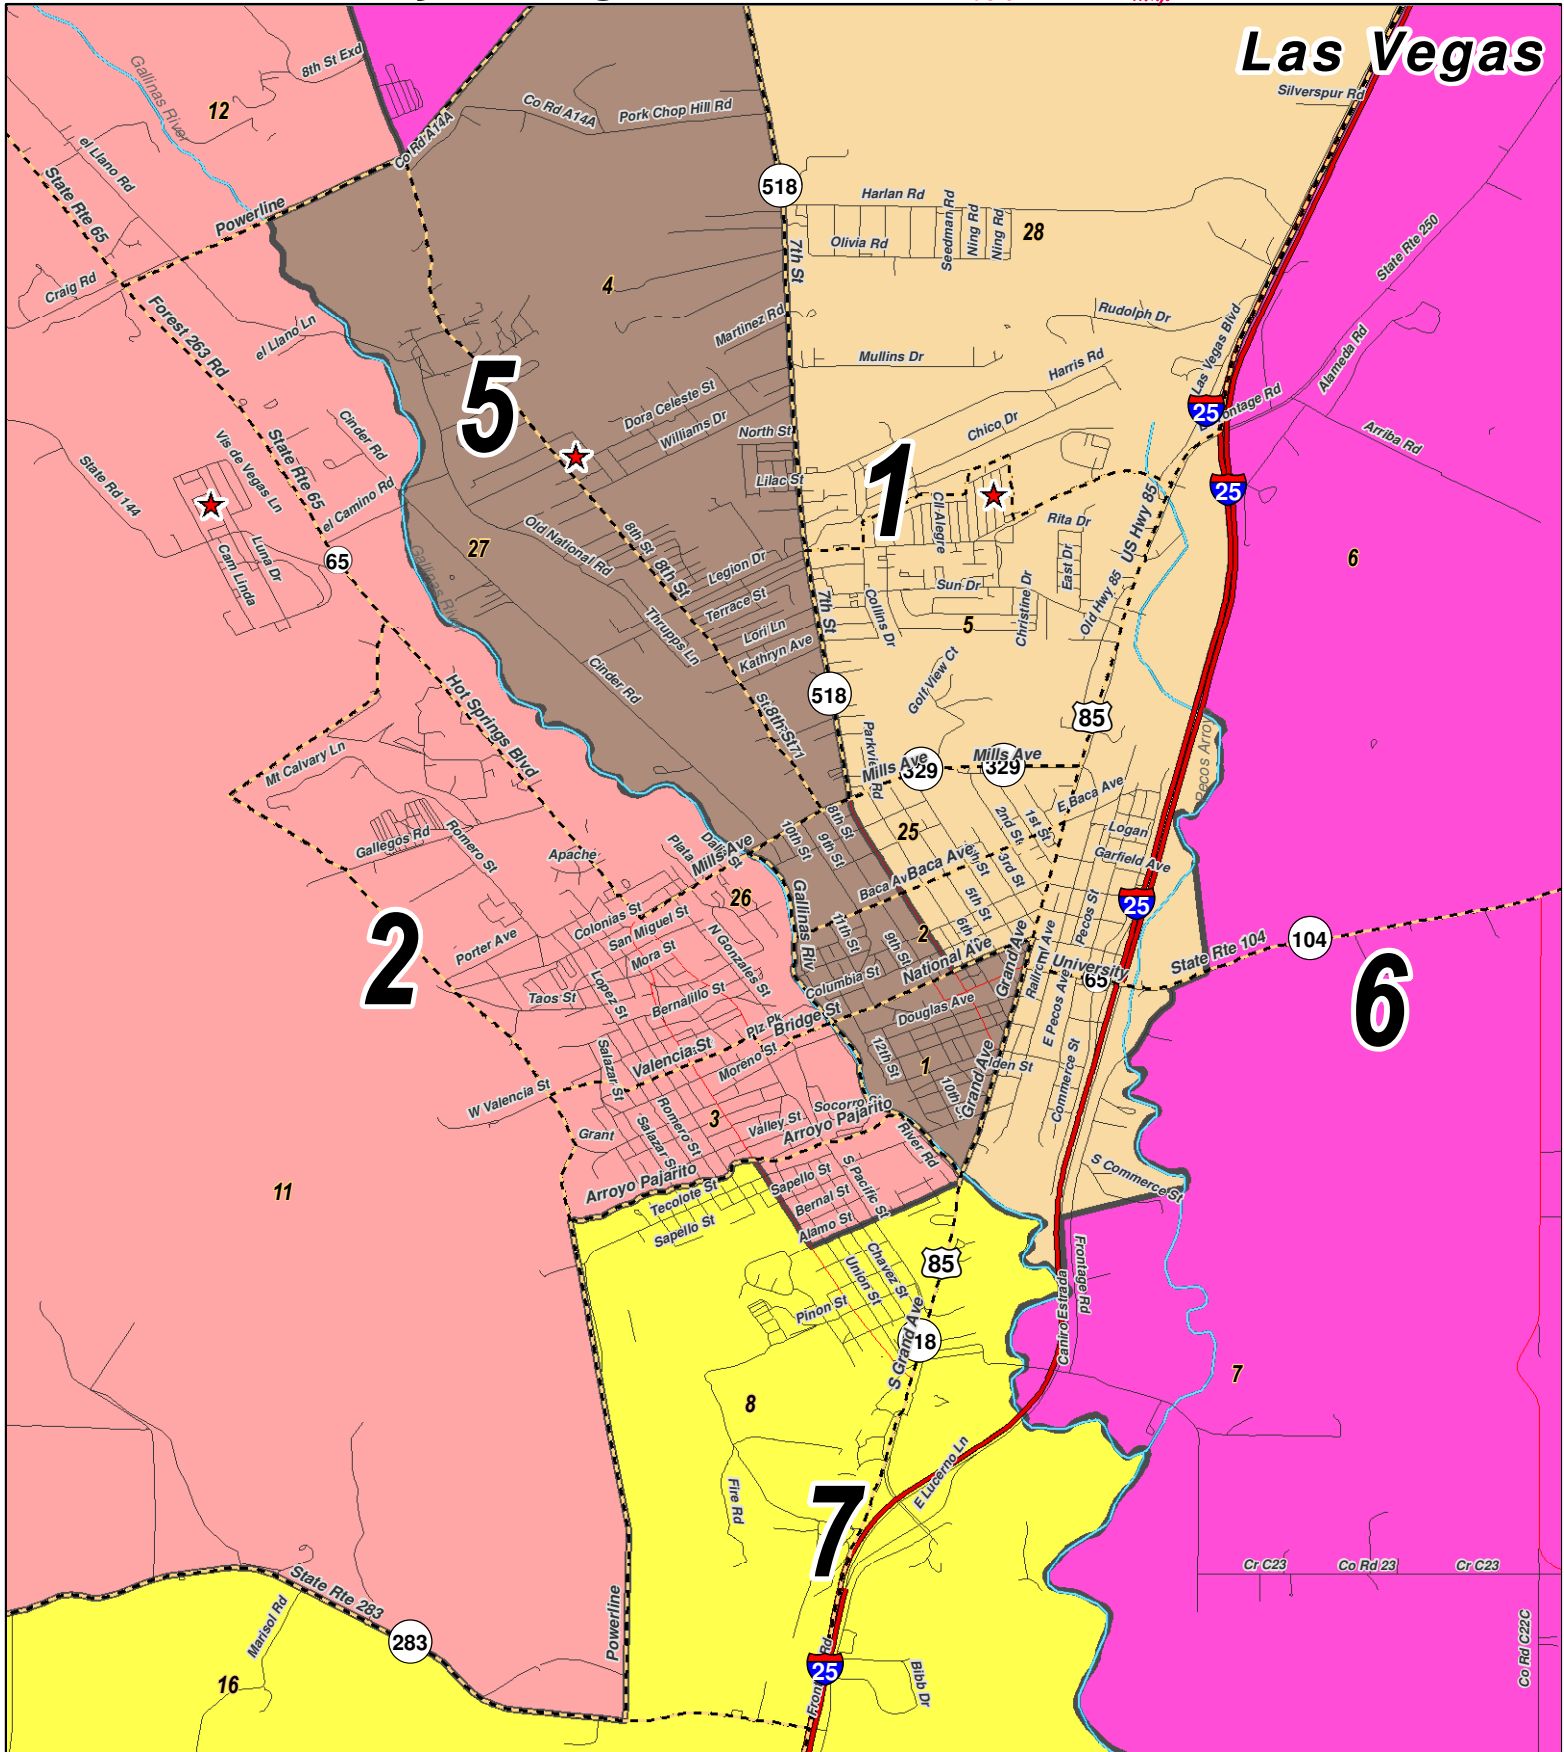 Las Vegas
Silverspur Rd
8th St Exd
Gallinas River
12
Co Rd A14A
Co Rd A14A
Pork Chop Hill Rd
el Llano Rd
State Rte 65
Powerline
518
Harlan Rd
Seedman Rd
Ning Rd
Ning Rd
28
Olivia Rd
7th St
State Rte 250
Craig Rd
4
Forest 263 Rd
el Llano Ln
Martinez Rd
Rudolph Dr
Las Vegas Blvd
Mullins Dr
Harris Rd
Alameda Rd
5
Dora Celeste St
Williams Dr
North St
Chico Dr
25
Arriba Rd
Cinder Rd
State Rte 65
Vis de Vegas Ln
State Rd 144
el Camino Rd
Lilac St
1
25
Cll Alegre
Rita Dr
US Hwy 85
Old National Rd
8th St
8th St
27
65
Luna Dr
Cam Linda
Legion Dr
East Dr
6
Sun Dr
Christine Dr
Old Hwy 85
Terrace St
7th St
Collins Dr
5
Thrupps Ln
Lori Ln
Kathryn Ave
Cinder Rd
Golf View Ct
518
Hot Springs Blvd
85
Mt Calvary Ln
Mills Ave
329
Mills Ave
329
E Baca Ave
Gallegos Rd
Romero St
Apache
Plata
Mills Ave
10th St
9th St
8th St
25
2nd St
1st St
Logan
Garfield Ave
3rd St
Baca Ave
5th St
6th
26
Gallinas Riv
Pecos St
25
2
Colonias St
San Miguel St
Porter Ave
Mora St
N Gonzales St
11th St
9th St
2
National Ave
Grand Ave
State Rte 104
104
University
65
6
Columbia St
Taos St
Lopez St
Bernalillo St
Plz Pk
Bridge St
Douglas Ave
E Pecos Ave
Valencia St
Moreno St
Salazar St
W Valencia St
12th St
1
10th St
Grand Ave
Commerce St
Romero St
3
Socorro St
Valley St
Arroyo Pajarito
Grant
Salazar St
River Rd
Arroyo Pajarito
11
Tecolote St
Sapello St
Sapello St
S Pacific St
Bernal St
Alamo St
S Commerce St
85
Chavez St
Union St
Frontage Rd
Camro Estrada
Pinon St
S Grand Ave
8
7
Fire Rd
E Lucerno Ln
7
State Rte 283
Powerline
Marisol Rd
283
16
25
Bibb Dr
Cr C23
Co Rd 23
Cr C23
Co Rd C22C